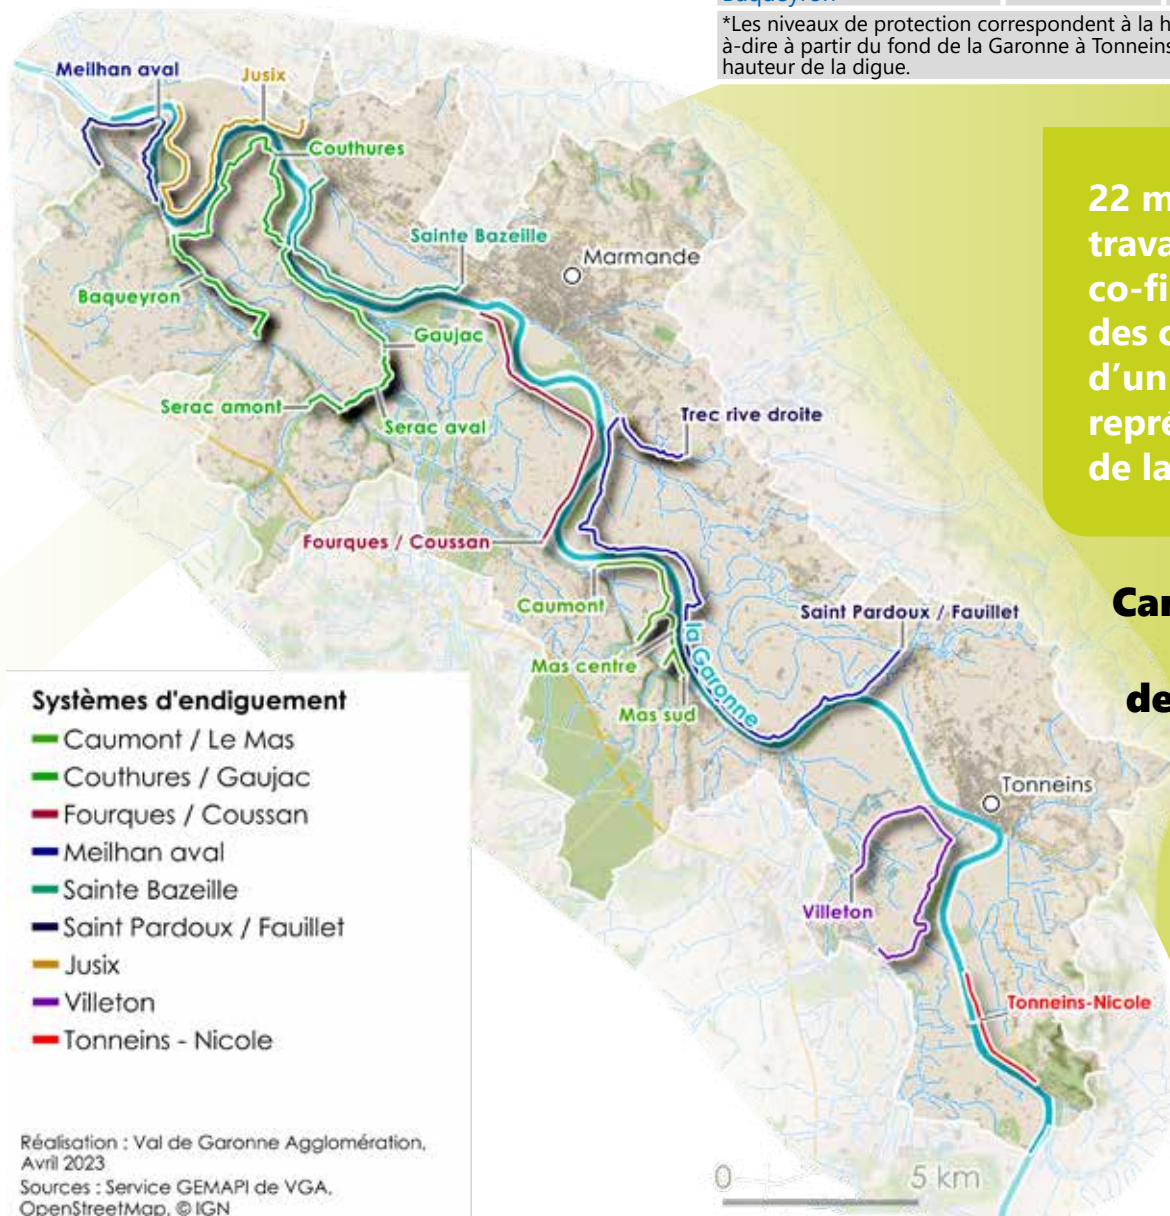 Baqueyron
*Les niveaux de protection correspondent à la h
à-dire à partir du fond de la Garonne à Tonneins
hauteur de la digue.
Meilhan aval
Jusix
Couthures
Sainte Bazeille
Marmande
Baqueyron
Gaujac
Serac amont
Serac aval
Trec rive droite
Fourques / Coussan
Caumont
Saint Pardoux / Fauillet
Mas centre
la Garonne
Mas sud
Tonneins
Villeton
Tonneins-Nicole
22 m
trava
co-fi
des c
d'un
repré
de la
Car
de
Systèmes d'endiguement
Caumont / Le Mas
Couthures / Gaujac
Fourques / Coussan
Meilhan aval
Sainte Bazeille
Saint Pardoux / Fauillet
Jusix
Villeton
Tonneins - Nicole
Réalisation : Val de Garonne Agglomération,
Avril 2023
Sources : Service GEMAPI de VGA,
OpenStreetMap, © IGN
0 5 km